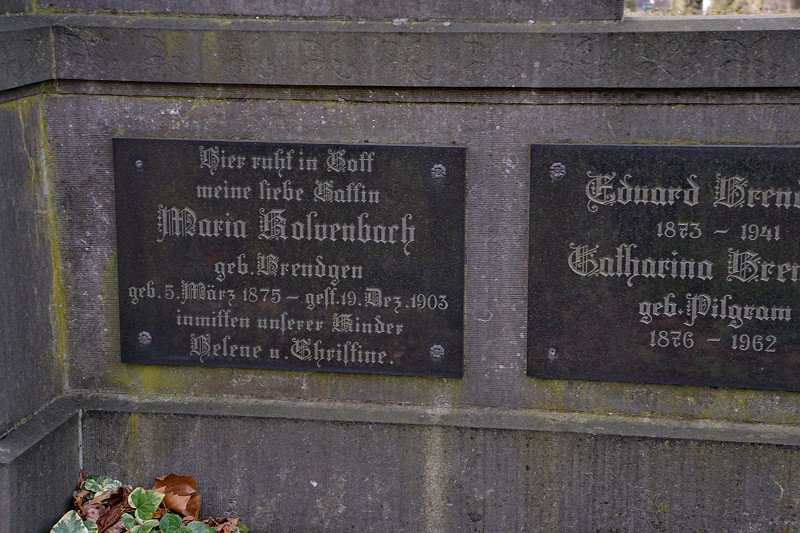 Hier ruht in Gott
meine liebe Gattin
Maria Kolvenbach
geb. Brendgen
geb. 5. März 1875 – gest. 19. Dez. 1903
inmitten unserer Kinder
Helene u. Christine.
Eduard
1873 – 1941
Catharina
geb. Pilgram
1876 – 1962